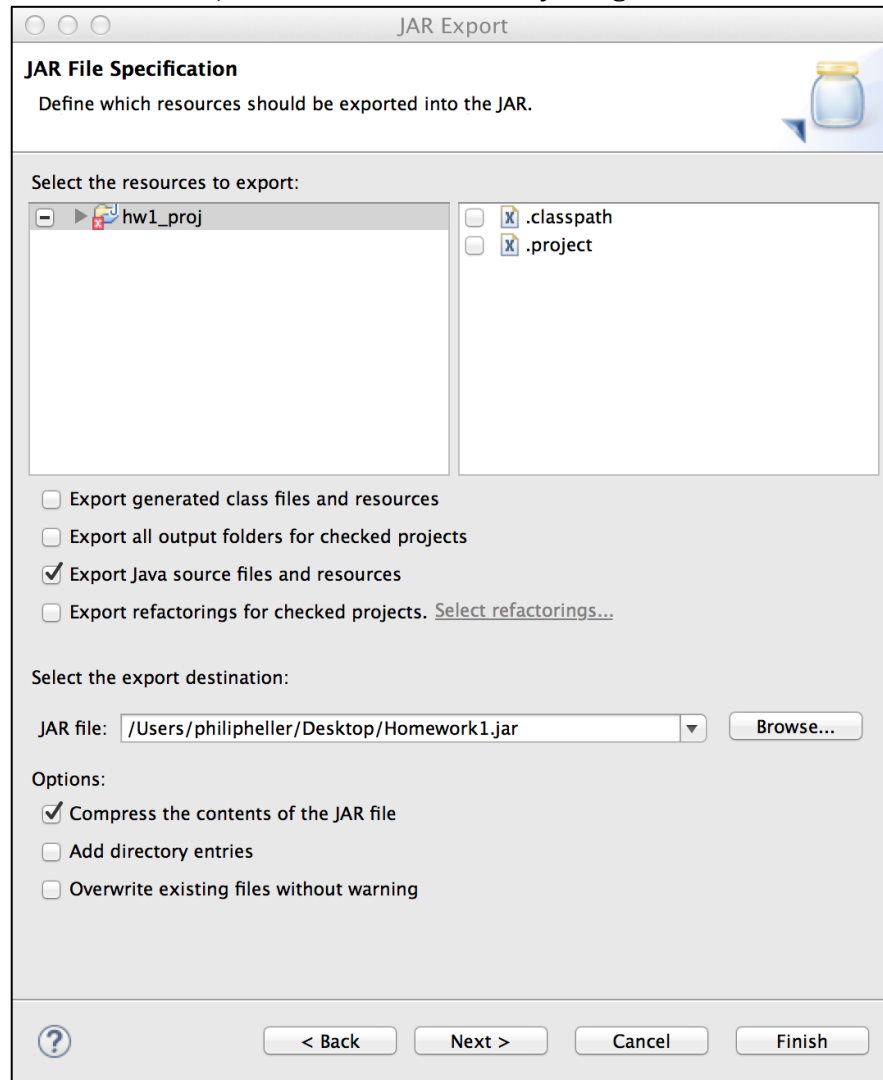 JAR Export
JAR File Specification
Define which resources should be exported into the JAR.
Select the resources to export:
hw1_proj
.classpath
.project
Export generated class files and resources
Export all output folders for checked projects
Export Java source files and resources
Export refactorings for checked projects. Select refactorings...
Select the export destination:
JAR file: /Users/philipheller/Desktop/Homework1.jar Browse...
Options:
Compress the contents of the JAR file
Add directory entries
Overwrite existing files without warning
? < Back Next > Cancel Finish